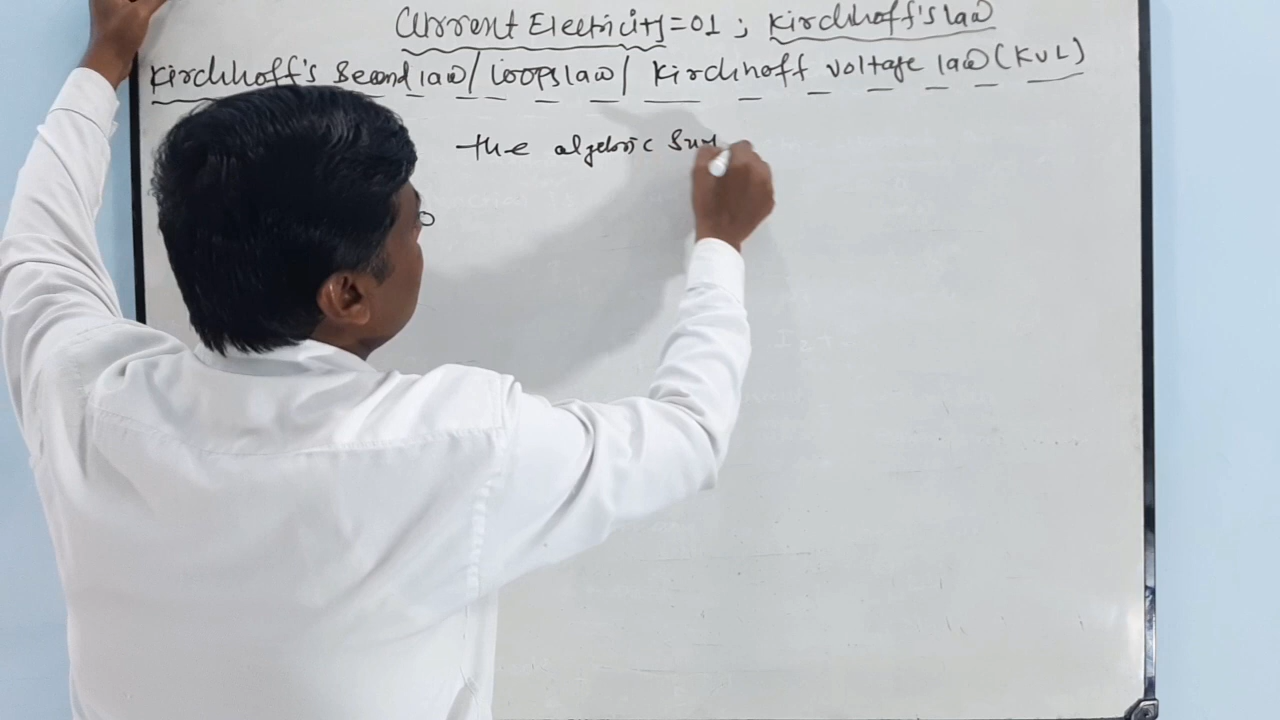 Current Electricity=01; Kirchhoff's law
Kirchhoff's Second law/ Loops law/ Kirchhoff voltage law (KVL)
the algebric Sum